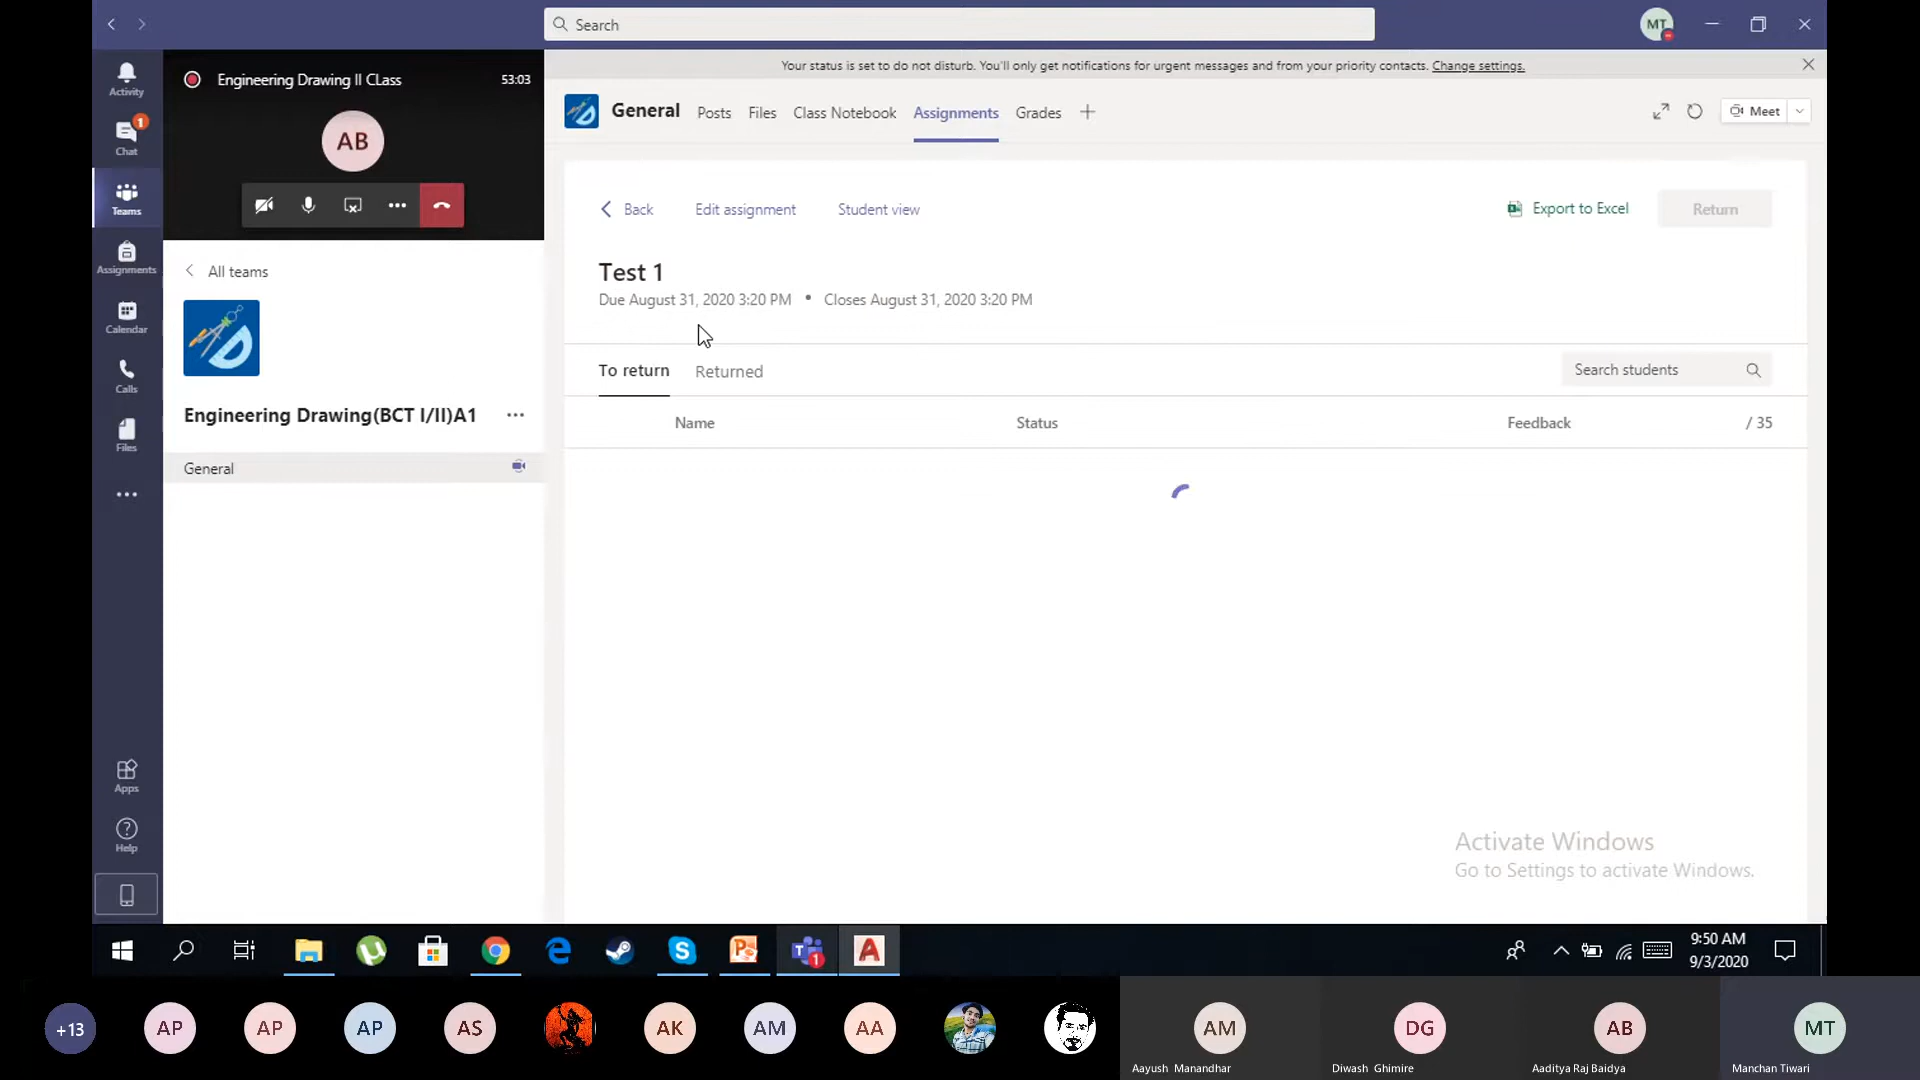 Search
MT
Activity
Chat
1
Teams
Assignments
Calendar
Calls
Files
Apps
Help
Engineering Drawing II CLass
53:03
AB
All teams
Engineering Drawing(BCT I/II)A1
General
Your status is set to do not disturb. You'll only get notifications for urgent messages and from your priority contacts. Change settings.
General
Posts
Files
Class Notebook
Assignments
Grades
Meet
Back
Edit assignment
Student view
Export to Excel
Return
Test 1
Due August 31, 2020 3:20 PM • Closes August 31, 2020 3:20 PM
To return
Returned
Search students
Name
Status
Feedback
/ 35
Activate Windows
Go to Settings to activate Windows.
9:50 AM
9/3/2020
+13
AP
AP
AP
AS
AK
AM
AA
AM
Aayush Manandhar
DG
Diwash Ghimire
AB
Aaditya Raj Baidya
MT
Manchan Tiwari